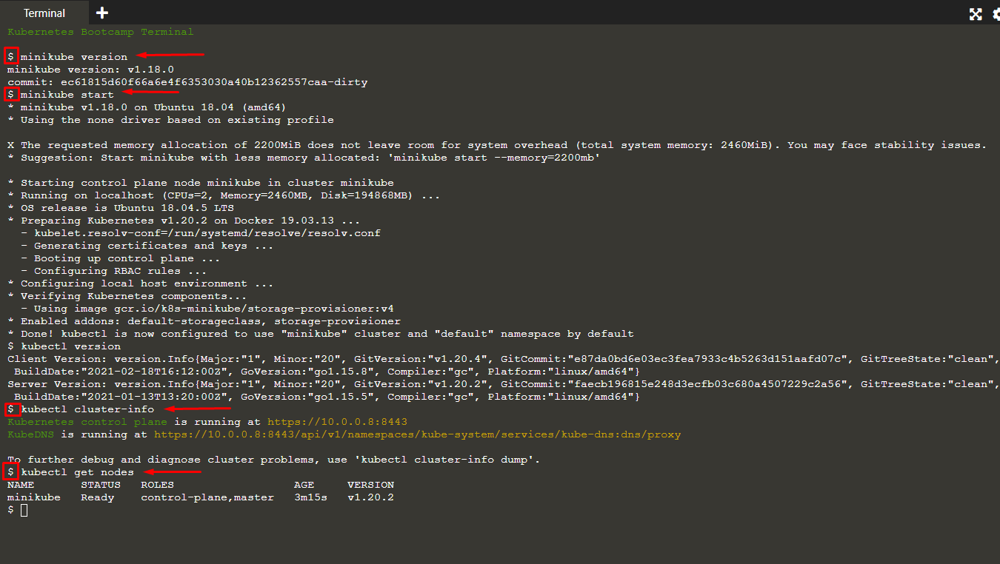 Terminal
Kubernetes Bootcamp Terminal
$ minikube version
minikube version: v1.18.0
commit: ec61815d60f66a6e4f6353030a40b12362557caa-dirty
$ minikube start
* minikube v1.18.0 on Ubuntu 18.04 (amd64)
* Using the none driver based on existing profile
X The requested memory allocation of 2200MiB does not leave room for system overhead (total system memory: 2460MiB). You may face stability issues.
* Suggestion: Start minikube with less memory allocated: 'minikube start --memory=2200mb'
* Starting control plane node minikube in cluster minikube
* Running on localhost (CPUs=2, Memory=2460MB, Disk=194868MB) ...
* OS release is Ubuntu 18.04.5 LTS
* Preparing Kubernetes v1.20.2 on Docker 19.03.13 ...
  - kubelet.resolv-conf=/run/systemd/resolve/resolv.conf
  - Generating certificates and keys ...
  - Booting up control plane ...
  - Configuring RBAC rules ...
* Configuring local host environment ...
* Verifying Kubernetes components...
  - Using image gcr.io/k8s-minikube/storage-provisioner:v4
* Enabled addons: default-storageclass, storage-provisioner
* Done! kubectl is now configured to use "minikube" cluster and "default" namespace by default
$ kubectl version
Client Version: version.Info{Major:"1", Minor:"20", GitVersion:"v1.20.4", GitCommit:"e87da0bd6e03ec3fea7933c4b5263d151aafd07c", GitTreeState:"clean",
 BuildDate:"2021-02-18T16:12:00Z", GoVersion:"go1.15.8", Compiler:"gc", Platform:"linux/amd64"}
Server Version: version.Info{Major:"1", Minor:"20", GitVersion:"v1.20.2", GitCommit:"faecb196815e248d3ecfb03c680a4507229c2a56", GitTreeState:"clean",
 BuildDate:"2021-01-13T13:20:00Z", GoVersion:"go1.15.5", Compiler:"gc", Platform:"linux/amd64"}
$ kubectl cluster-info
Kubernetes control plane is running at https://10.0.0.8:8443
KubeDNS is running at https://10.0.0.8:8443/api/v1/namespaces/kube-system/services/kube-dns:dns/proxy
To further debug and diagnose cluster problems, use 'kubectl cluster-info dump'.
$ kubectl get nodes
NAME       STATUS   ROLES                  AGE     VERSION
minikube   Ready    control-plane,master   3m15s   v1.20.2
$